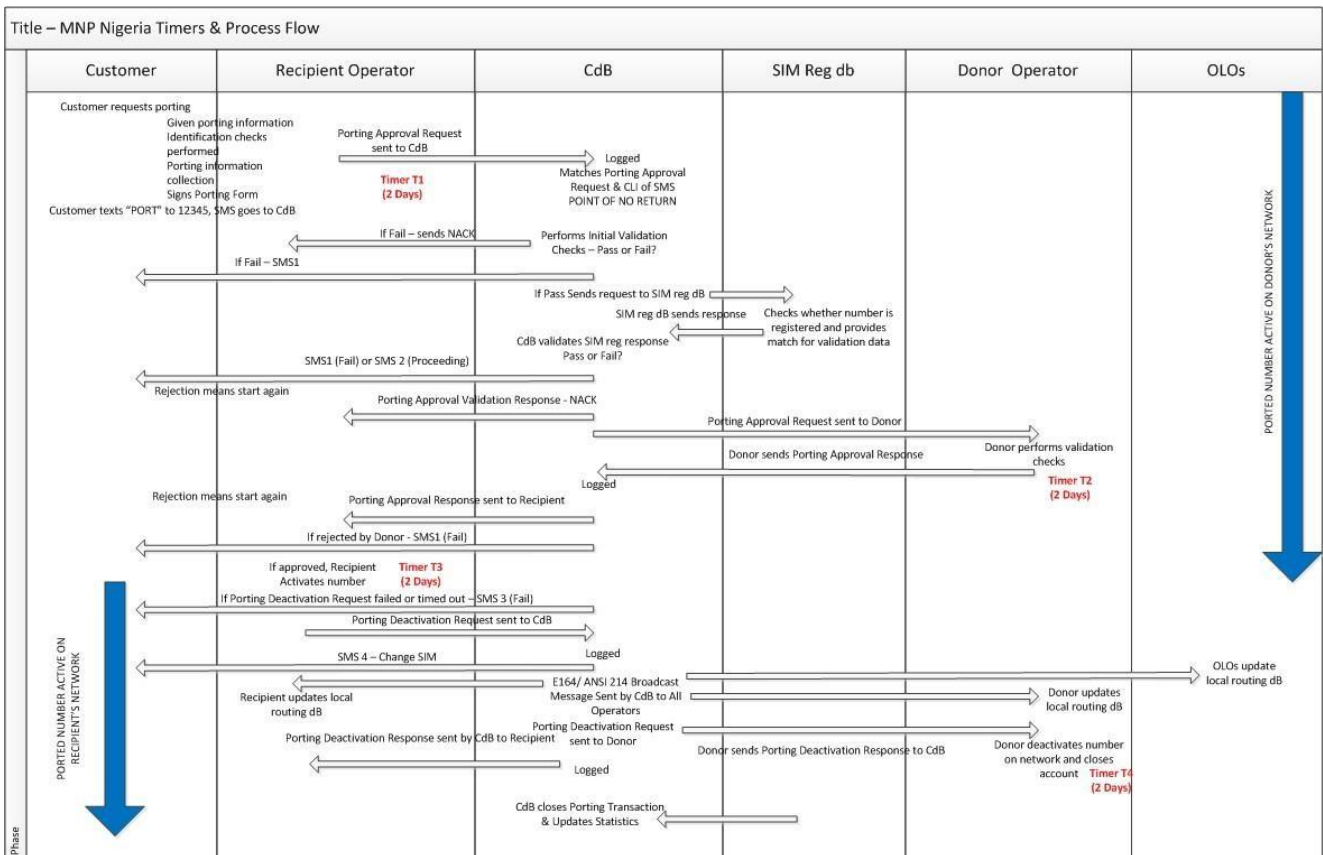 Title – MNP Nigeria Timers & Process Flow
Customer
Recipient Operator
CdB
SIM Reg db
Donor Operator
OLOs
Customer requests porting
Given porting information
Identification checks
performed
Porting information
collection
Signs Porting Form
Customer texts “PORT” to 12345, SMS goes to CdB
Porting Approval Request
sent to CdB
Timer T1
(2 Days)
Logged
Matches Porting Approval
Request & CLI of SMS
POINT OF NO RETURN
If Fail – sends NACK
Performs Initial Validation
Checks – Pass or Fail?
If Fail – SMS1
If Pass Sends request to SIM reg dB
SIM reg dB sends response
Checks whether number is
registered and provides
match for validation data
CdB validates SIM reg response
Pass or Fail?
SMS1 (Fail) or SMS 2 (Proceeding)
Rejection means start again
Porting Approval Validation Response - NACK
Porting Approval Request sent to Donor
Donor performs validation
checks
Donor sends Porting Approval Response
Timer T2
(2 Days)
Logged
Rejection means start again
Porting Approval Response sent to Recipient
If rejected by Donor - SMS1 (Fail)
If approved, Recipient
Activates number
Timer T3
(2 Days)
If Porting Deactivation Request failed or timed out – SMS 3 (Fail)
Porting Deactivation Request sent to CdB
Logged
SMS 4 – Change SIM
OLOs update
local routing dB
E164/ ANSI 214 Broadcast
Message Sent by CdB to All
Operators
Recipient updates local
routing dB
Donor updates
local routing dB
Porting Deactivation Request
sent to Donor
Porting Deactivation Response sent by CdB to Recipient
Donor sends Porting Deactivation Response to CdB
Donor deactivates number
on network and closes
account
Timer T4
(2 Days)
Logged
CdB closes Porting Transaction
& Updates Statistics
PORTED NUMBER ACTIVE ON
RECIPIENT'S NETWORK
PORTED NUMBER ACTIVE ON DONOR'S NETWORK
Phase